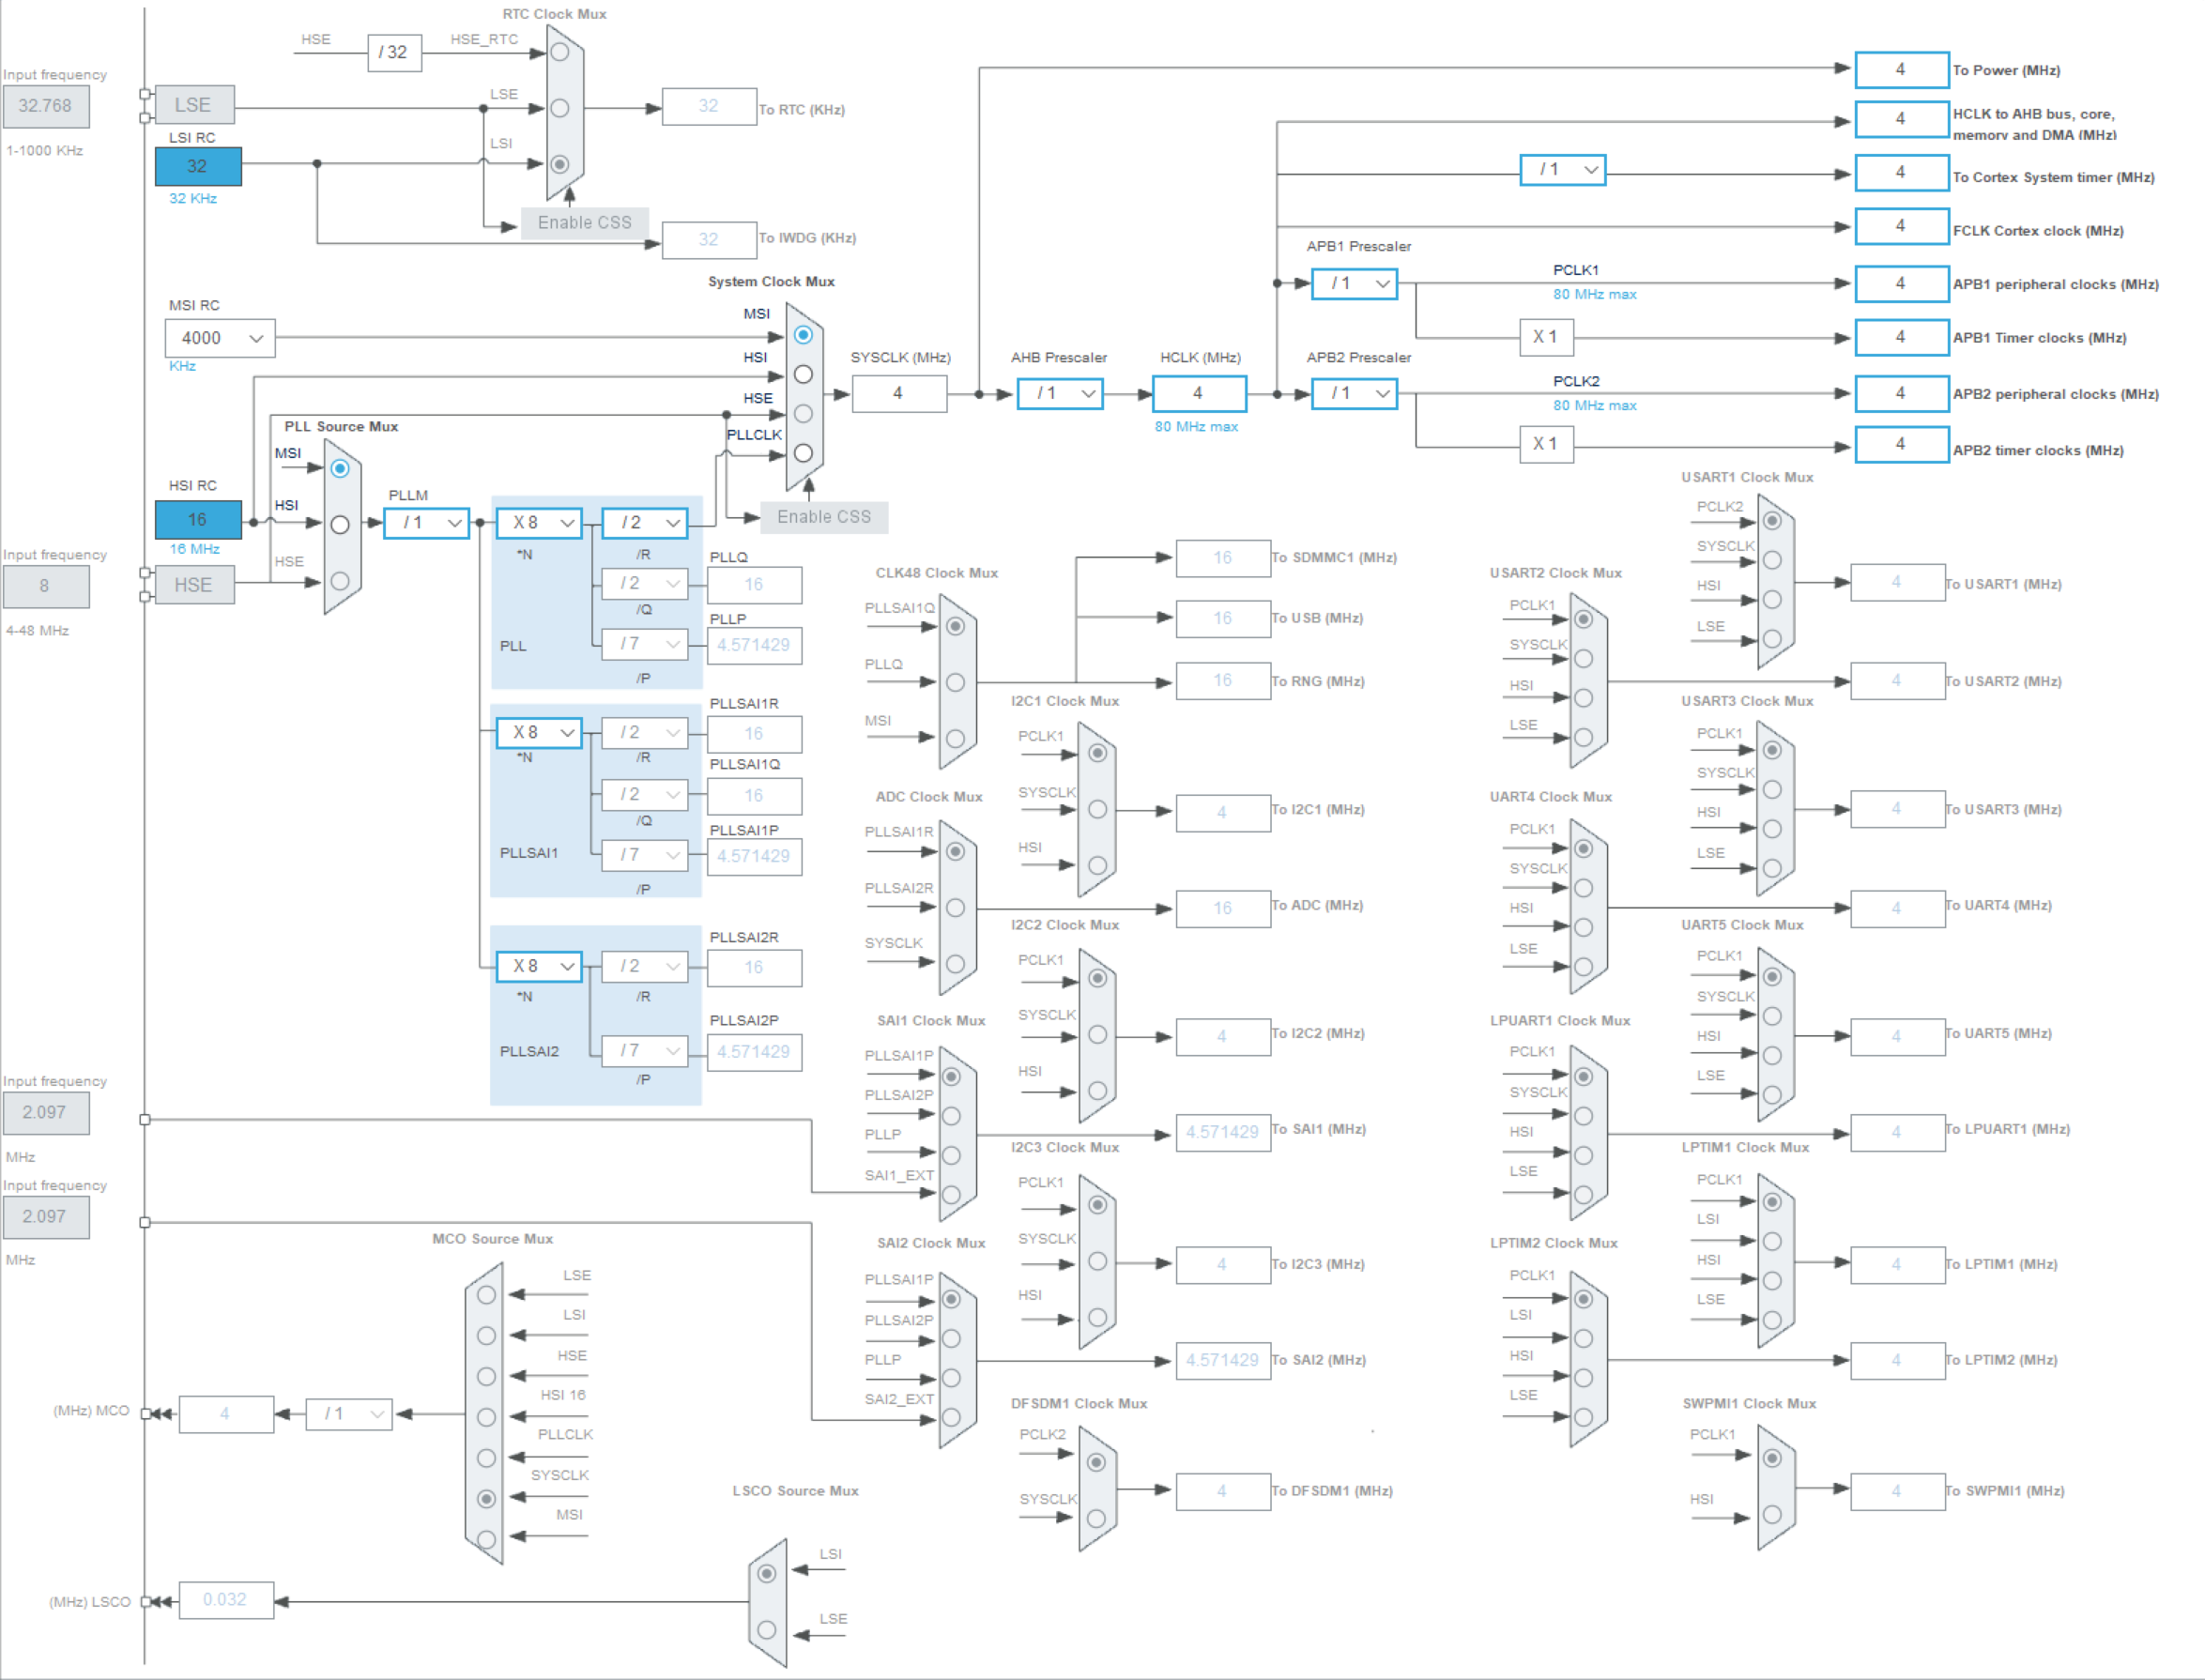 RTC Clock Mux
HSE
/ 32
HSE_RTC
Input frequency
32.768
1-1000 KHz
LSE
LSE
32
To RTC (KHz)
LSI RC
32
32 KHz
LSI
Enable CSS
32
To IWDG (KHz)
4
To Power (MHz)
4
HCLK to AHB bus, core,
memory and DMA (MHz)
/ 1
4
To Cortex System timer (MHz)
4
FCLK Cortex clock (MHz)
APB1 Prescaler
/ 1
PCLK1
80 MHz max
4
APB1 peripheral clocks (MHz)
X 1
4
APB1 Timer clocks (MHz)
System Clock Mux
MSI RC
4000
KHz
MSI
HSI
HSE
PLLCLK
SYSCLK (MHz)
4
AHB Prescaler
/ 1
HCLK (MHz)
4
80 MHz max
APB2 Prescaler
/ 1
PCLK2
80 MHz max
4
APB2 peripheral clocks (MHz)
X 1
4
APB2 timer clocks (MHz)
Enable CSS
PLL Source Mux
MSI
HSI RC
16
16 MHz
HSI
Input frequency
8
4-48 MHz
HSE
HSE
PLLM
/ 1
X 8
*N
/ 2
/R
PLLQ
/ 2
16
/Q
PLLP
/ 7
4.571429
/P
PLL
PLLSAI1R
X 8
*N
/ 2
16
/R
PLLSAI1Q
/ 2
16
/Q
PLLSAI1P
/ 7
4.571429
/P
PLLSAI1
PLLSAI2R
X 8
*N
/ 2
16
/R
PLLSAI2P
/ 7
4.571429
/P
PLLSAI2
Input frequency
2.097
MHz
Input frequency
2.097
MHz
CLK48 Clock Mux
PLLSAI1Q
PLLQ
MSI
16
To SDMMC1 (MHz)
16
To USB (MHz)
16
To RNG (MHz)
ADC Clock Mux
PLLSAI1R
PLLSAI2R
SYSCLK
16
To ADC (MHz)
SAI1 Clock Mux
PLLSAI1P
PLLSAI2P
PLLP
SAI1_EXT
4.571429
To SAI1 (MHz)
SAI2 Clock Mux
PLLSAI1P
PLLSAI2P
PLLP
SAI2_EXT
4.571429
To SAI2 (MHz)
I2C1 Clock Mux
PCLK1
SYSCLK
HSI
4
To I2C1 (MHz)
I2C2 Clock Mux
PCLK1
SYSCLK
HSI
4
To I2C2 (MHz)
I2C3 Clock Mux
PCLK1
SYSCLK
HSI
4
To I2C3 (MHz)
DFSDM1 Clock Mux
PCLK2
SYSCLK
4
To DFSDM1 (MHz)
USART1 Clock Mux
PCLK2
SYSCLK
HSI
LSE
4
To USART1 (MHz)
USART2 Clock Mux
PCLK1
SYSCLK
HSI
LSE
4
To USART2 (MHz)
USART3 Clock Mux
PCLK1
SYSCLK
HSI
LSE
4
To USART3 (MHz)
UART4 Clock Mux
PCLK1
SYSCLK
HSI
LSE
4
To UART4 (MHz)
UART5 Clock Mux
PCLK1
SYSCLK
HSI
LSE
4
To UART5 (MHz)
LPUART1 Clock Mux
PCLK1
SYSCLK
HSI
LSE
4
To LPUART1 (MHz)
LPTIM1 Clock Mux
PCLK1
LSI
HSI
LSE
4
To LPTIM1 (MHz)
LPTIM2 Clock Mux
PCLK1
LSI
HSI
LSE
4
To LPTIM2 (MHz)
SWPMI1 Clock Mux
PCLK1
HSI
4
To SWPMI1 (MHz)
MCO Source Mux
LSE
LSI
HSE
HSI 16
PLLCLK
SYSCLK
MSI
(MHz) MCO
4
/ 1
LSCO Source Mux
LSI
LSE
(MHz) LSCO
0.032